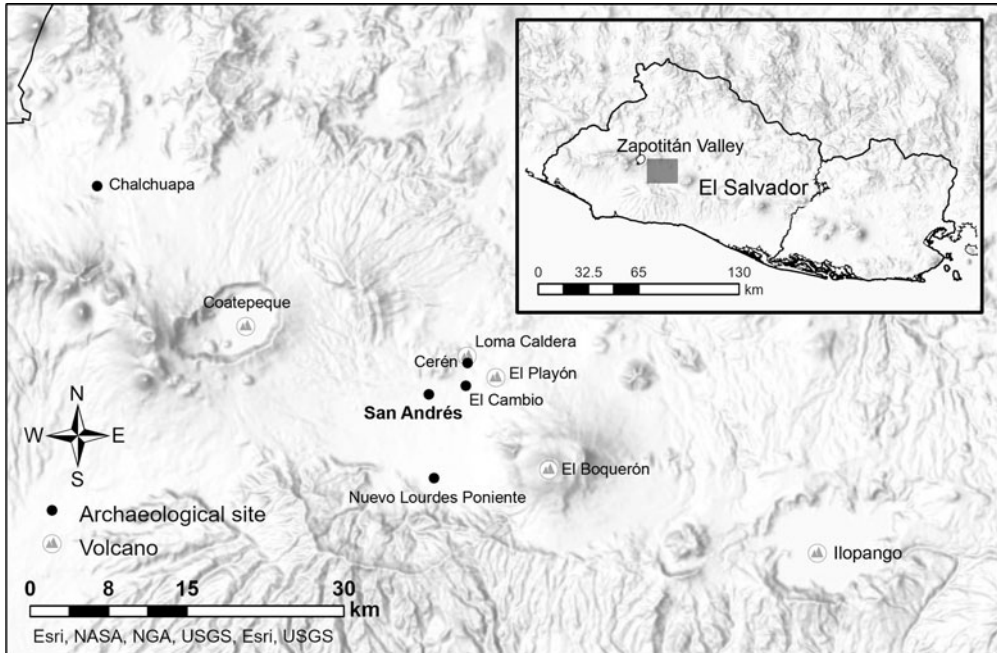 Zapotitán Valley
El Salvador
0 32.5 65 130
km
Chalchuapa
Coatepeque
Loma Caldera
Cerén
El Playón
El Cambio
San Andrés
El Boquerón
Nuevo Lourdes Poniente
Ilopango
N
W E
S
Archaeological site
Volcano
0 8 15 30
km
Esri, NASA, NGA, USGS, Esri, USGS